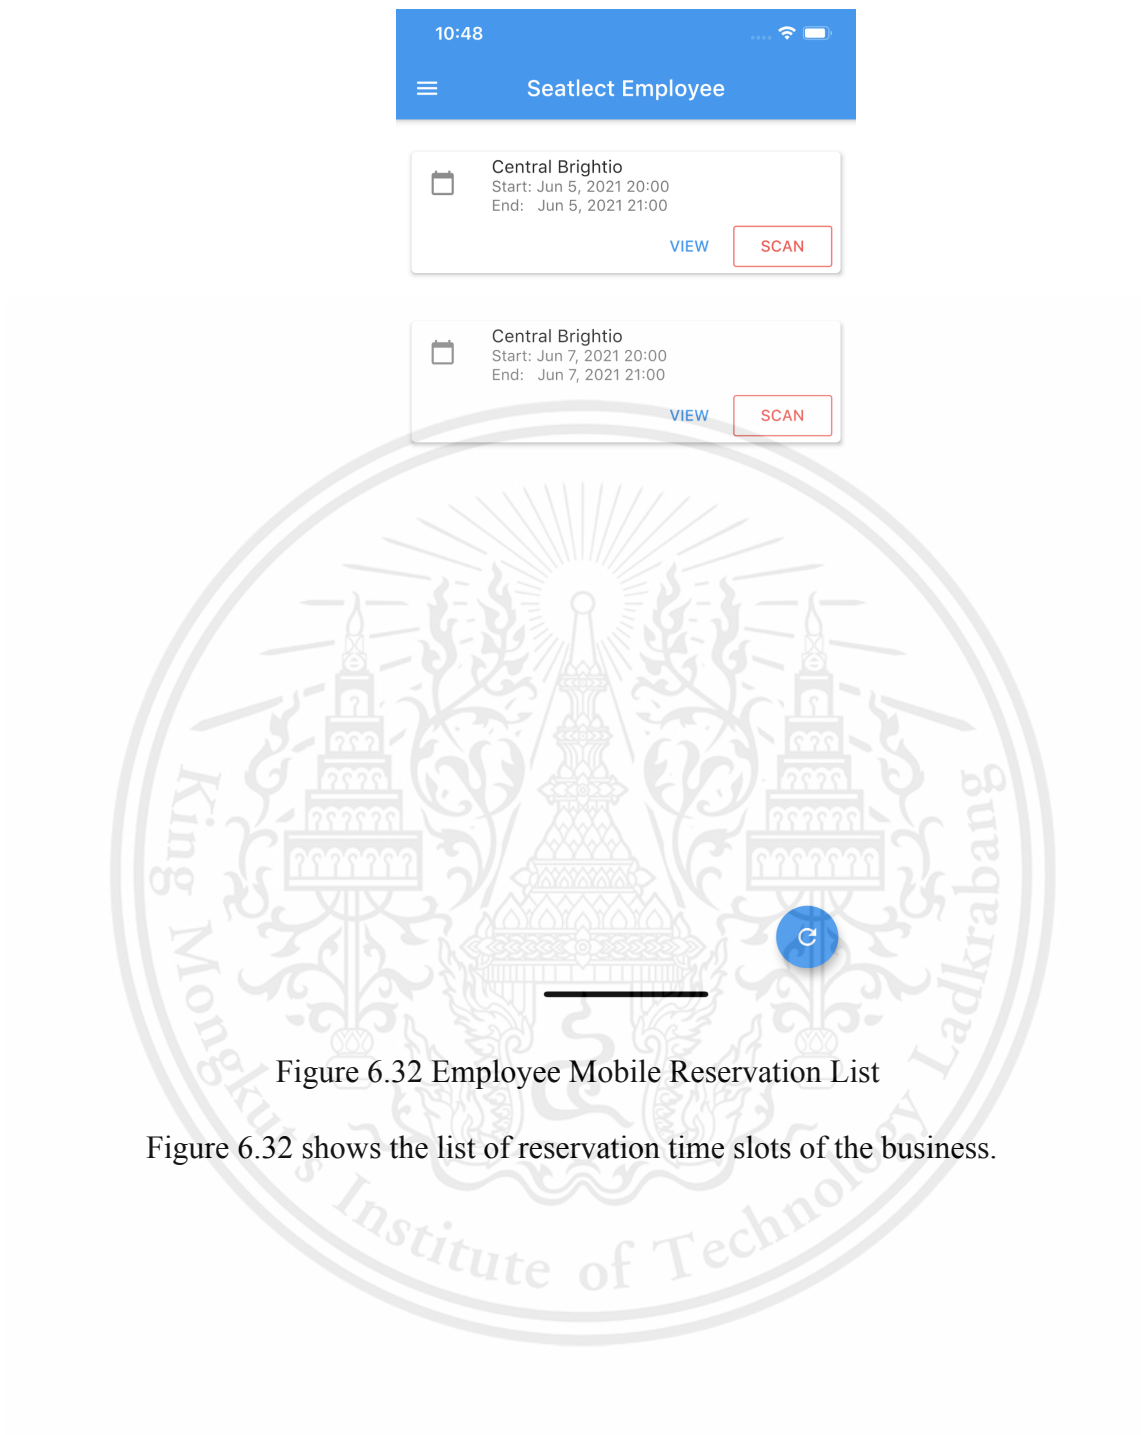 10:48
Seatlect Employee
Central Brightio
Start: Jun 5, 2021 20:00
End: Jun 5, 2021 21:00
VIEW SCAN
Central Brightio
Start: Jun 7, 2021 20:00
End: Jun 7, 2021 21:00
VIEW SCAN
King Mongkut's Institute of Technology Ladkrabang
Figure 6.32 Employee Mobile Reservation List
Figure 6.32 shows the list of reservation time slots of the business.